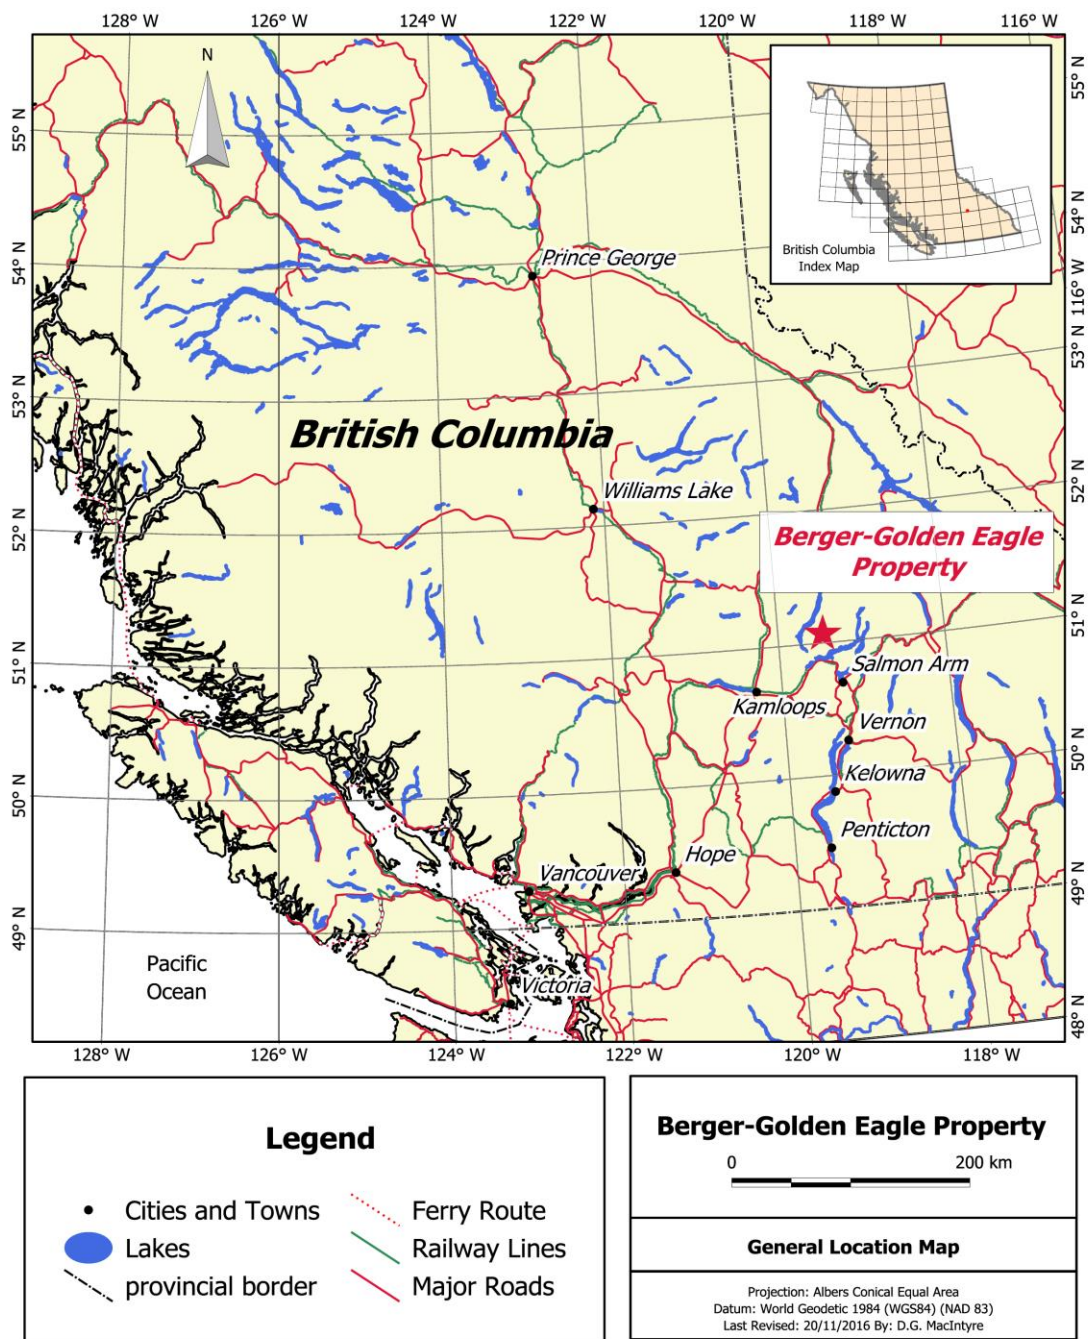 128° W 126° W 124° W 122° W 120° W 118° W 116° W
N
55° N
54° N
53° N
52° N
51° N
50° N
49° N
55° N
54° N
116° W
53° N
52° N
51° N
50° N
49° N
48° N
British Columbia
Index Map
Prince George
British Columbia
Williams Lake
Berger-Golden Eagle
Property
Salmon Arm
Kamloops
Vernon
Kelowna
Penticton
Hope
Vancouver
Victoria
Pacific
Ocean
128° W 126° W 124° W 122° W 120° W 118° W
Legend
Cities and Towns
Lakes
provincial border
Ferry Route
Railway Lines
Major Roads
Berger-Golden Eagle Property
0 200 km
General Location Map
Projection: Albers Conical Equal Area
Datum: World Geodetic 1984 (WGS84) (NAD 83)
Last Revised: 20/11/2016 By: D.G. MacIntyre